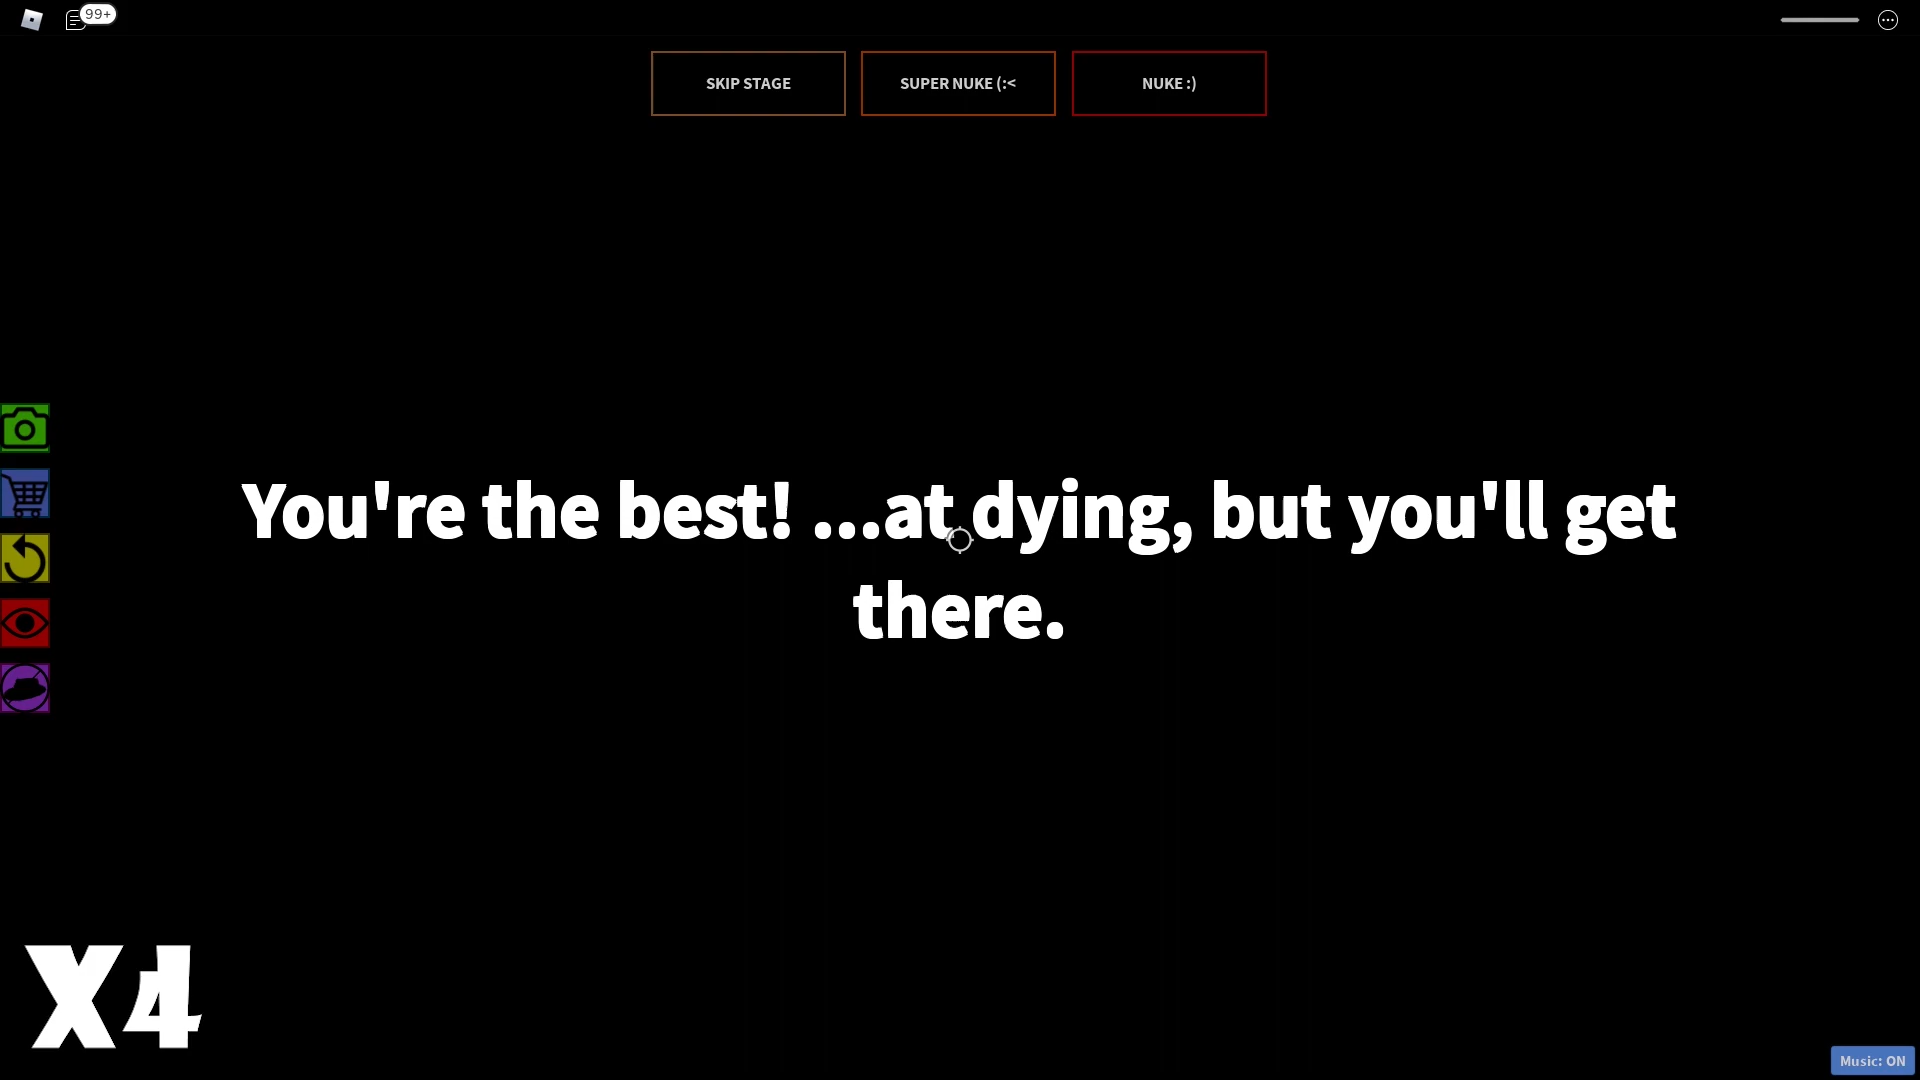 99+
SKIP STAGE
SUPER NUKE (:<
NUKE :)
You're the best! ...at dying, but you'll get
there.
X4
Music: ON